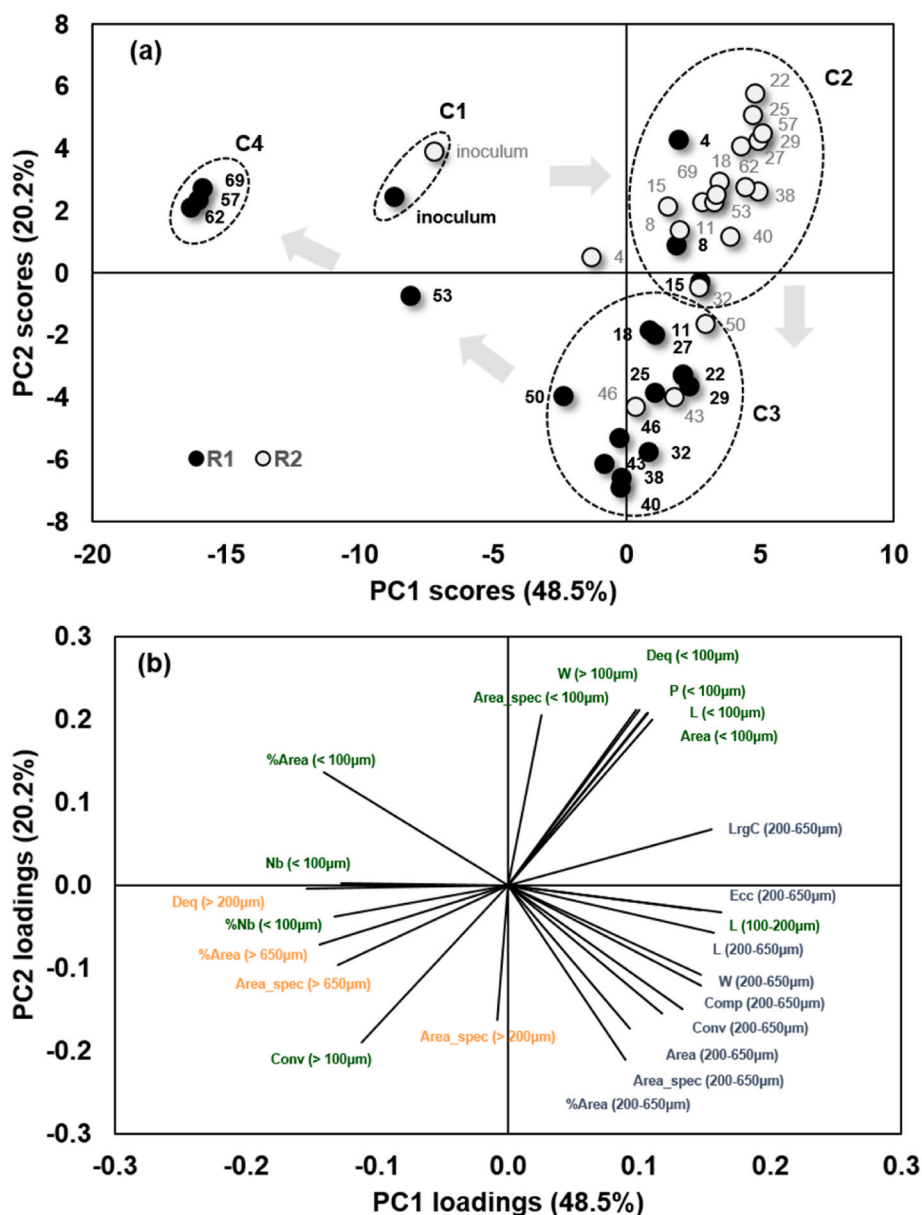 (a)
8
6
4
2
0
-2
-4
-6
-8
PC2 scores (20.2%)
-20
-15
-10
-5
0
5
10
PC1 scores (48.5%)
C4
C1
C2
C3
69
57
62
inoculum
inoculum
53
22
25
57
29
27
4
18
62
69
38
15
53
8
11
40
8
4
15
32
50
18
11
27
25
22
29
50
46
43
46
32
43
38
40
R1
R2
(b)
0.3
0.2
0.1
0.0
-0.1
-0.2
-0.3
PC2 loadings (20.2%)
-0.3
-0.2
-0.1
0.0
0.1
0.2
0.3
PC1 loadings (48.5%)
Deq (< 100µm)
W (> 100µm)
P (< 100µm)
Area_spec (< 100µm)
L (< 100µm)
Area (< 100µm)
%Area (< 100µm)
LrgC (200-650µm)
Nb (< 100µm)
Deq (> 200µm)
Ecc (200-650µm)
%Nb (< 100µm)
L (100-200µm)
%Area (> 650µm)
L (200-650µm)
Area_spec (> 650µm)
W (200-650µm)
Comp (200-650µm)
Conv (200-650µm)
Area_spec (> 200µm)
Conv (> 100µm)
Area (200-650µm)
Area_spec (200-650µm)
%Area (200-650µm)